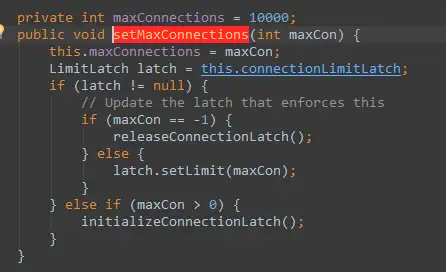 private int maxConnections = 10000;
public void setMaxConnections(int maxCon) {
    this.maxConnections = maxCon;
    LimitLatch latch = this.connectionLimitLatch;
    if (latch != null) {
        // Update the latch that enforces this
        if (maxCon == -1) {
            releaseConnectionLatch();
        } else {
            latch.setLimit(maxCon);
        }
    } else if (maxCon > 0) {
        initializeConnectionLatch();
    }
}